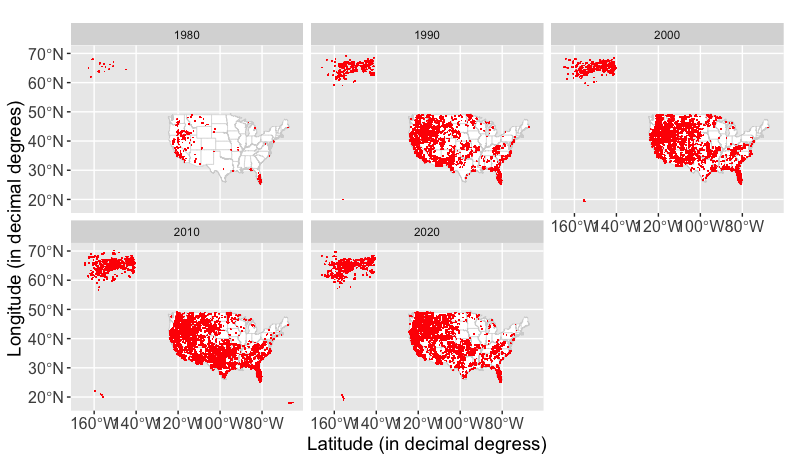 1980
1990
2000
70°N
60°N
50°N
40°N
30°N
20°N
160°W 140°W 120°W 100°W 80°W
2010
2020
70°N
60°N
50°N
40°N
30°N
20°N
160°W 140°W 120°W 100°W 80°W
160°W 140°W 120°W 100°W 80°W
Latitude (in decimal degress)
Longitude (in decimal degrees)